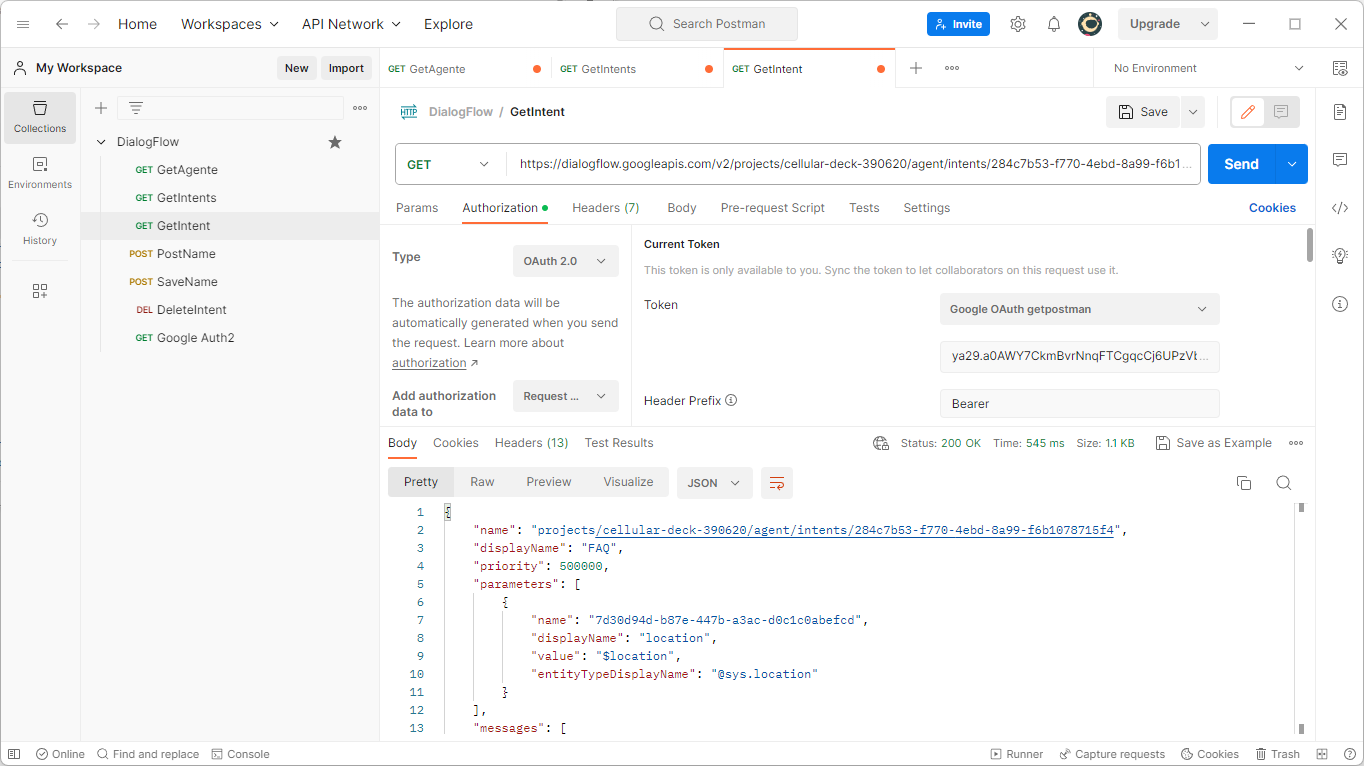 Home Workspaces API Network Explore Search Postman Invite Upgrade
My Workspace New Import
GET GetAgente GET GetIntents GET GetIntent No Environment
Collections
Environments
History
DialogFlow
GET GetAgente
GET GetIntents
GET GetIntent
POST PostName
POST SaveName
DEL DeleteIntent
GET Google Auth2
HTTP DialogFlow / GetIntent Save
GET https://dialogflow.googleapis.com/v2/projects/cellular-deck-390620/agent/intents/284c7b53-f770-4ebd-8a99-f6b1... Send
Params Authorization Headers (7) Body Pre-request Script Tests Settings Cookies
Type OAuth 2.0
The authorization data will be
automatically generated when you send
the request. Learn more about
authorization ↗
Add authorization
data to
Request ...
Current Token
This token is only available to you. Sync the token to let collaborators on this request use it.
Token Google OAuth getpostman
ya29.a0AWY7CkmBvrNnqFTCgqcCj6UPzVb...
Header Prefix Bearer
Body Cookies Headers (13) Test Results Status: 200 OK Time: 545 ms Size: 1.1 KB Save as Example
Pretty Raw Preview Visualize JSON
1 {
2 "name": "projects/cellular-deck-390620/agent/intents/284c7b53-f770-4ebd-8a99-f6b1078715f4",
3 "displayName": "FAQ",
4 "priority": 500000,
5 "parameters": [
6 {
7 "name": "7d30d94d-b87e-447b-a3ac-d0c1c0abefcd",
8 "displayName": "location",
9 "value": "$location",
10 "entityTypeDisplayName": "@sys.location"
11 }
12 ],
13 "messages": [
Online Find and replace Console Runner Capture requests Cookies Trash